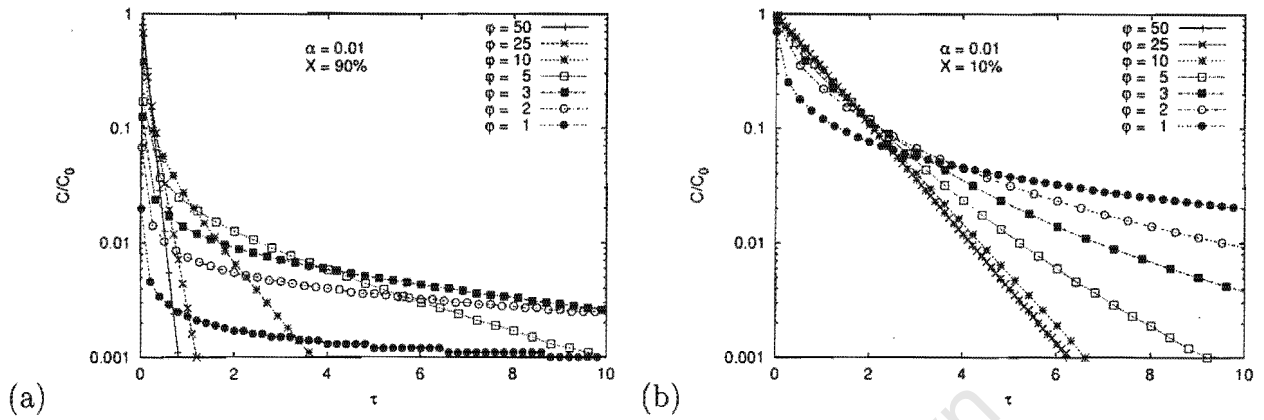 1
0.1
0.01
0.001
C/C₀
α = 0.01
X = 90%
φ = 50
φ = 25
φ = 10
φ = 5
φ = 3
φ = 2
φ = 1
0 2 4 6 8 10
τ
(a)
1
0.1
0.01
0.001
C/C₀
α = 0.01
X = 10%
φ = 50
φ = 25
φ = 10
φ = 5
φ = 3
φ = 2
φ = 1
0 2 4 6 8 10
τ
(b)